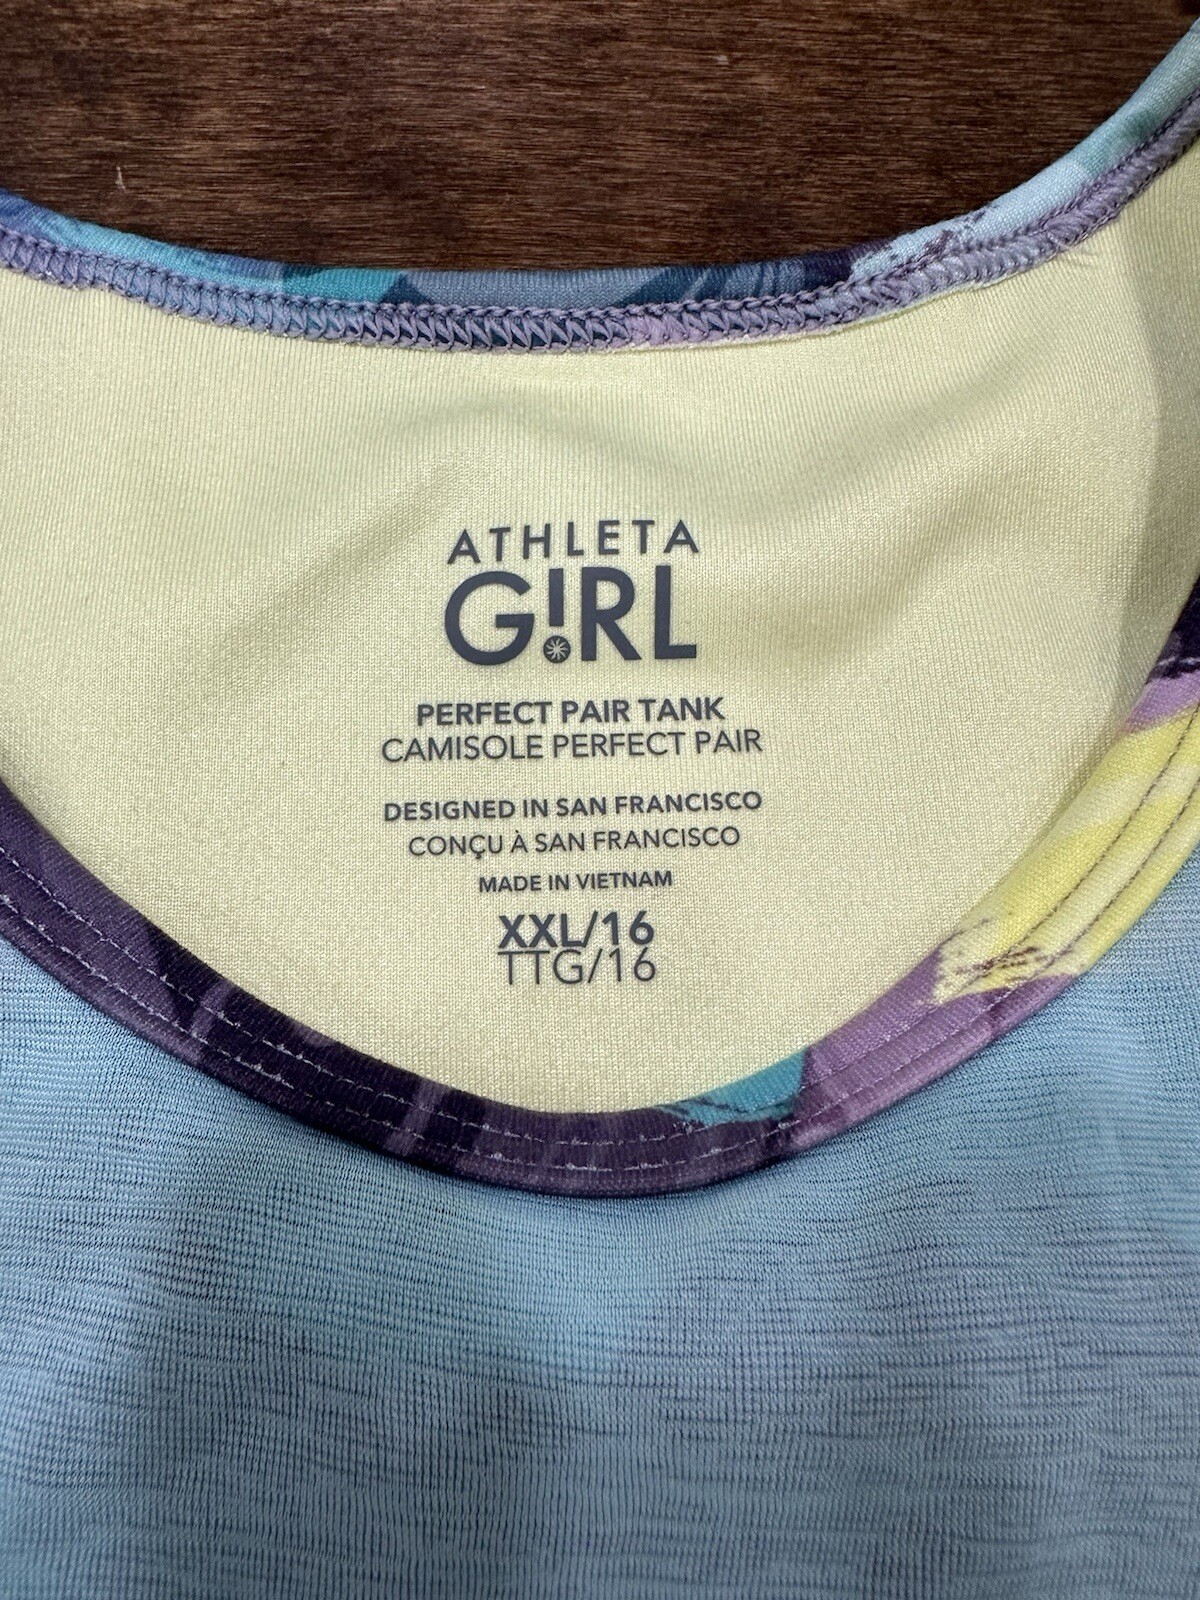 ATHLETA
G!RL
PERFECT PAIR TANK
CAMISOLE PERFECT PAIR
DESIGNED IN SAN FRANCISCO
CONÇU À SAN FRANCISCO
MADE IN VIETNAM
XXL/16
TTG/16